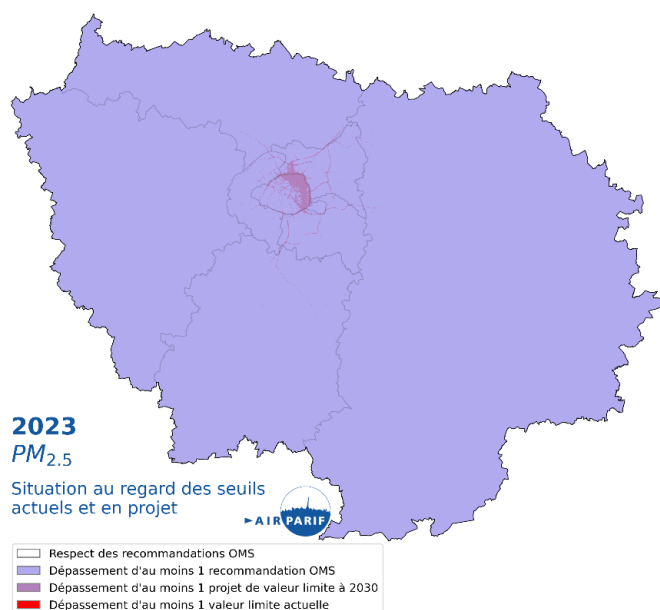 2023
PM2.5
Situation au regard des seuils
actuels et en projet
AIRPARIF
Respect des recommandations OMS
Dépassement d'au moins 1 recommandation OMS
Dépassement d'au moins 1 projet de valeur limite à 2030
Dépassement d'au moins 1 valeur limite actuelle